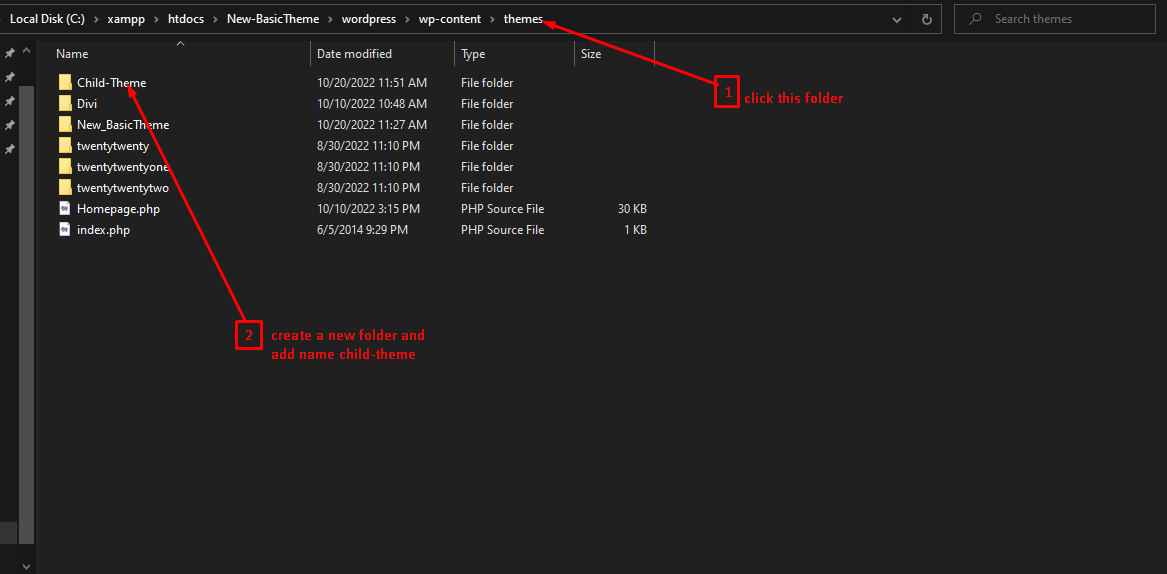 Local Disk (C:) › xampp › htdocs › New-BasicTheme › wordpress › wp-content › themes
Search themes
Name Date modified Type Size
Child-Theme 10/20/2022 11:51 AM File folder
Divi 10/10/2022 10:48 AM File folder
New_BasicTheme 10/20/2022 11:27 AM File folder
twentytwenty 8/30/2022 11:10 PM File folder
twentytwentyone 8/30/2022 11:10 PM File folder
twentytwentytwo 8/30/2022 11:10 PM File folder
Homepage.php 10/10/2022 3:15 PM PHP Source File 30 KB
index.php 6/5/2014 9:29 PM PHP Source File 1 KB
1 click this folder
2 create a new folder and
add name child-theme